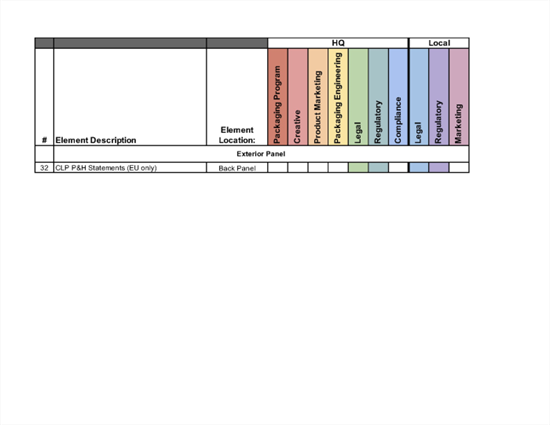 HQ Local
# Element Description Element Location: Packaging Program Creative Product Marketing Packaging Engineering Legal Regulatory Compliance Legal Regulatory Marketing
Exterior Panel
32 CLP P&H Statements (EU only) Back Panel